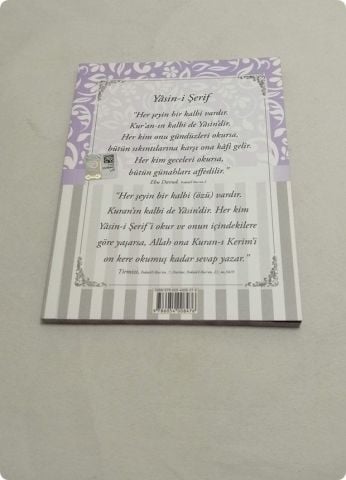 Yâsin-i Şerif
"Her şeyin bir kalbi vardır.
Kur'an-ın kalbi de Yâsin'dir.
Her kim onu gündüzleri okursa,
bütün sıkıntılarına karşı ona kâfi gelir.
Her kim geceleri okursa,
bütün günahları affedilir."
Ebu Davud,
"Her şeyin bir kalbi (özü) vardır.
Kuran'ın kalbi de Yâsin'dir. Her kim
Yâsin-i Şerif'i okur ve onun içindekilere
göre yaşarsa, Allah ona Kuran-ı Kerim'i
on kere okumuş kadar sevap yazar."
Tirmizi,